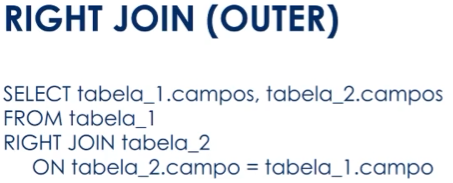 RIGHT JOIN (OUTER)
SELECT tabela_1.campos, tabela_2.campos
FROM tabela_1
RIGHT JOIN tabela_2
ON tabela_2.campo = tabela_1.campo